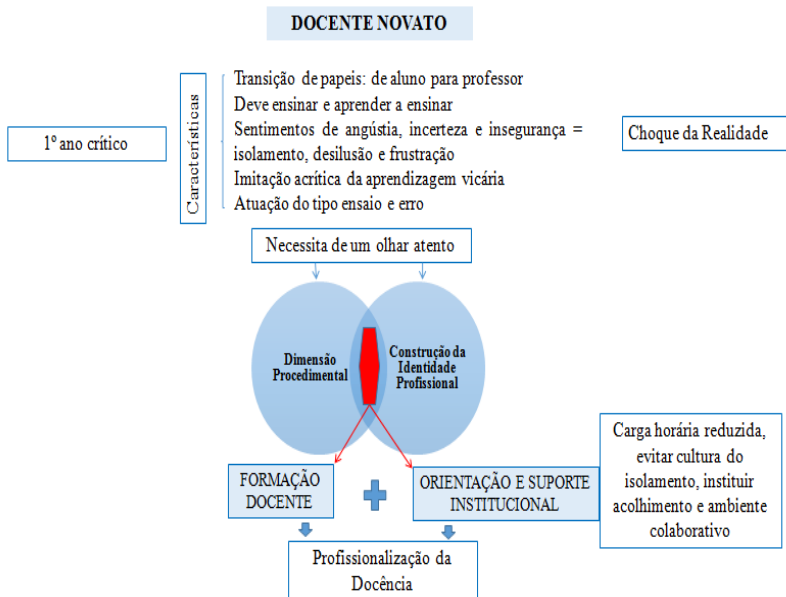 DOCENTE NOVATO
1º ano crítico
Características
Transição de papeis: de aluno para professor
Deve ensinar e aprender a ensinar
Sentimentos de angústia, incerteza e insegurança =
isolamento, desilusão e frustração
Imitação acrítica da aprendizagem vicária
Atuação do tipo ensaio e erro
Choque da Realidade
Necessita de um olhar atento
Dimensão
Procedimental
Construção da
Identidade
Profissional
FORMAÇÃO
DOCENTE
ORIENTAÇÃO E SUPORTE
INSTITUCIONAL
Carga horária reduzida,
evitar cultura do
isolamento, instituir
acolhimento e ambiente
colaborativo
Profissionalização da
Docência